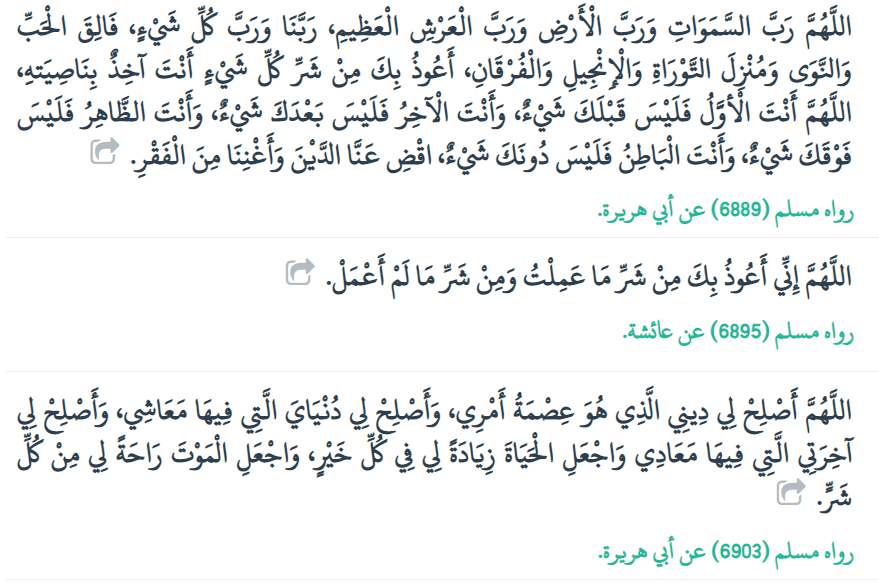 اللَّهُمَّ رَبَّ السَّمَوَاتِ وَرَبَّ الْأَرْضِ وَرَبَّ الْعَرْشِ الْعَظِيمِ، رَبَّنَا وَرَبَّ كُلِّ شَيْءٍ، فَالِقَ الْحَبِّ
وَالنَّوَى وَمُنْزِلَ التَّوْرَاةِ وَالْإِنْجِيلِ وَالْفُرْقَانِ، أَعُوذُ بِكَ مِنْ شَرِّ كُلِّ شَيْءٍ أَنْتَ آخِذٌ بِنَاصِيَتِهِ،
اللَّهُمَّ أَنْتَ الْأَوَّلُ فَلَيْسَ قَبْلَكَ شَيْءٌ، وَأَنْتَ الْآخِرُ فَلَيْسَ بَعْدَكَ شَيْءٌ، وَأَنْتَ الظَّاهِرُ فَلَيْسَ
فَوْقَكَ شَيْءٌ، وَأَنْتَ الْبَاطِنُ فَلَيْسَ دُونَكَ شَيْءٌ، اقْضِ عَنَّا الدَّيْنَ وَأَغْنِنَا مِنَ الْفَقْرِ.
رواه مسلم (6889) عن أبي هريرة.
اللَّهُمَّ إِنِّي أَعُوذُ بِكَ مِنْ شَرِّ مَا عَمِلْتُ وَمِنْ شَرِّ مَا لَمْ أَعْمَلْ.
رواه مسلم (6895) عن عائشة.
اللَّهُمَّ أَصْلِحْ لِي دِينِي الَّذِي هُوَ عِصْمَةُ أَمْرِي، وَأَصْلِحْ لِي دُنْيَايَ الَّتِي فِيهَا مَعَاشِي، وَأَصْلِحْ لِي
آخِرَتِي الَّتِي فِيهَا مَعَادِي وَاجْعَلِ الْحَيَاةَ زِيَادَةً لِي فِي كُلِّ خَيْرٍ، وَاجْعَلِ الْمَوْتَ رَاحَةً لِي مِنْ كُلِّ
شَرٍّ.
رواه مسلم (6903) عن أبي هريرة.